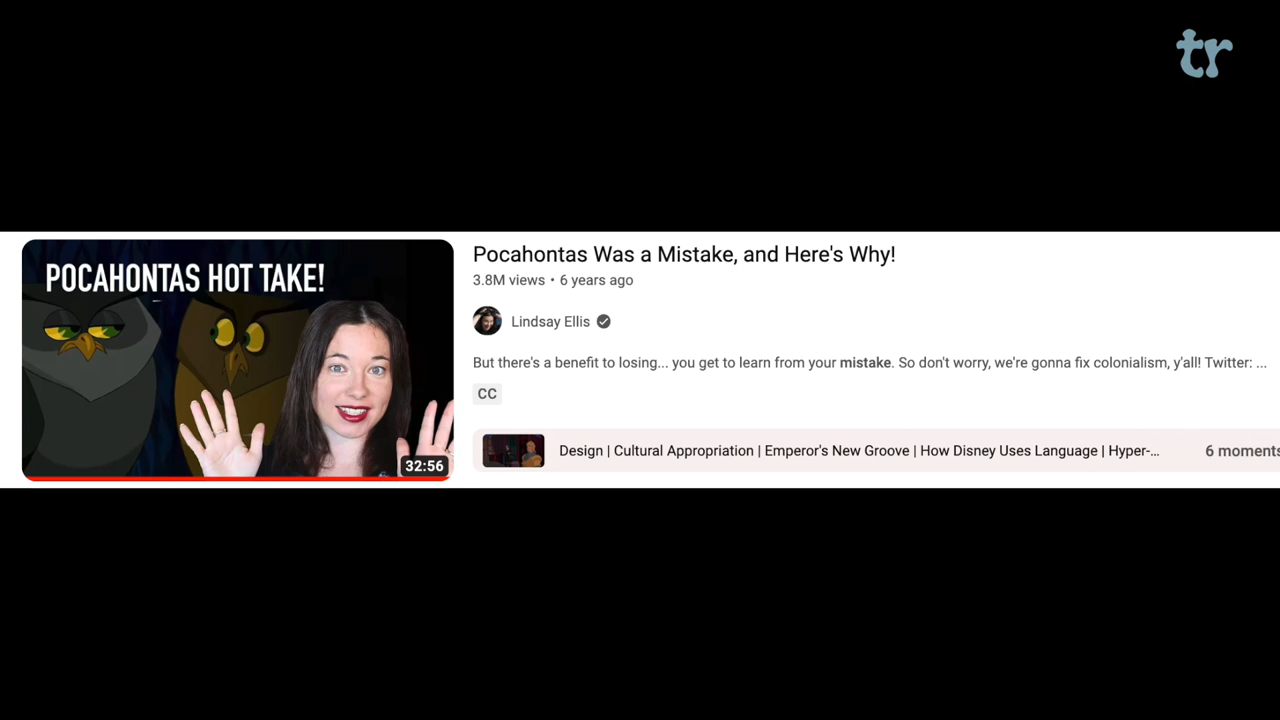 tr
POCAHONTAS HOT TAKE!
32:56
Pocahontas Was a Mistake, and Here's Why!
3.8M views • 6 years ago
Lindsay Ellis
But there's a benefit to losing... you get to learn from your mistake. So don't worry, we're gonna fix colonialism, y'all! Twitter: ...
CC
Design | Cultural Appropriation | Emperor's New Groove | How Disney Uses Language | Hyper-...
6 moments